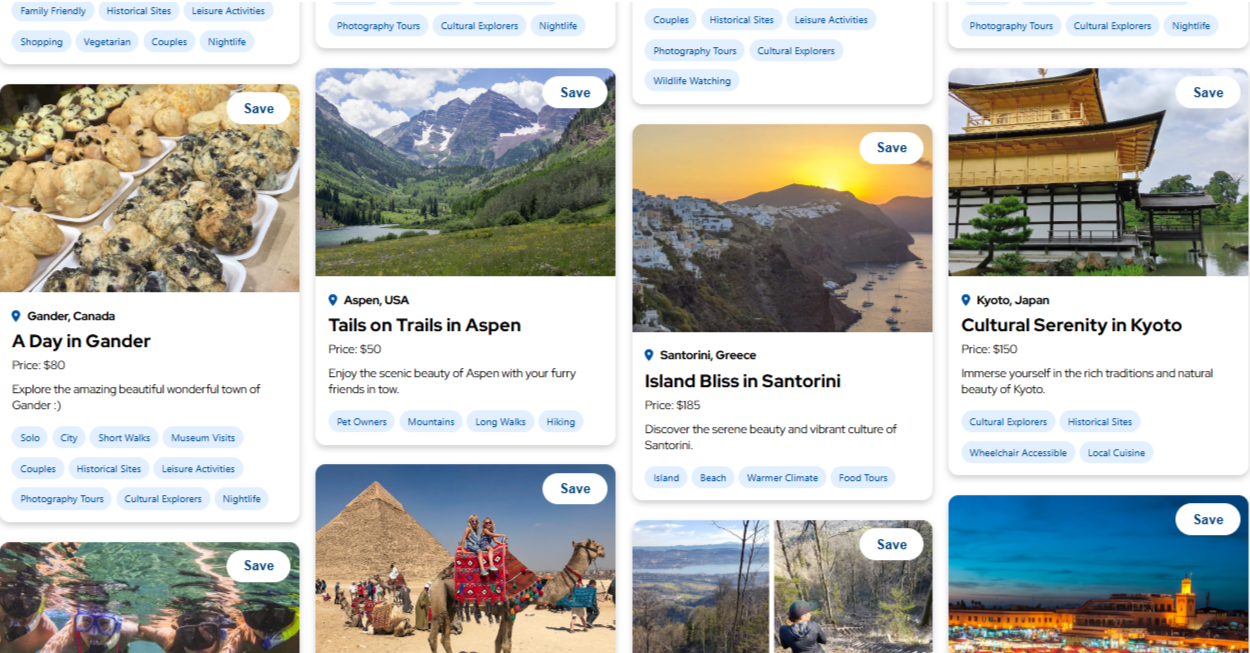 Family Friendly
Historical Sites
Leisure Activities
Shopping
Vegetarian
Couples
Nightlife
Save
Gander, Canada
A Day in Gander
Price: $80
Explore the amazing beautiful wonderful town of
Gander :)
Solo
City
Short Walks
Museum Visits
Couples
Historical Sites
Leisure Activities
Photography Tours
Cultural Explorers
Nightlife
Save
Photography Tours
Cultural Explorers
Nightlife
Save
Aspen, USA
Tails on Trails in Aspen
Price: $50
Enjoy the scenic beauty of Aspen with your furry
friends in tow.
Pet Owners
Mountains
Long Walks
Hiking
Save
Couples
Historical Sites
Leisure Activities
Photography Tours
Cultural Explorers
Wildlife Watching
Save
Santorini, Greece
Island Bliss in Santorini
Price: $185
Discover the serene beauty and vibrant culture of
Santorini.
Island
Beach
Warmer Climate
Food Tours
Save
Photography Tours
Cultural Explorers
Nightlife
Save
Kyoto, Japan
Cultural Serenity in Kyoto
Price: $150
Immerse yourself in the rich traditions and natural
beauty of Kyoto.
Cultural Explorers
Historical Sites
Wheelchair Accessible
Local Cuisine
Save